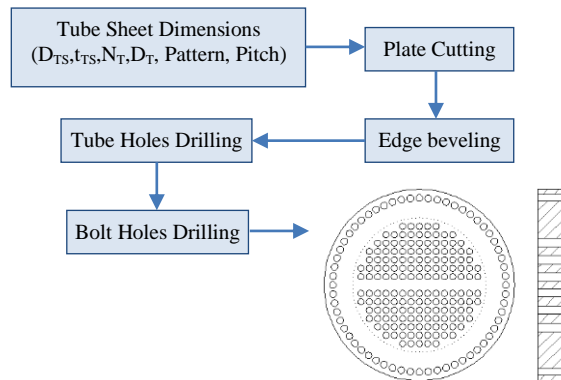 Tube Sheet Dimensions
(D_TS,t_TS,N_T,D_T, Pattern, Pitch)
Plate Cutting
Edge beveling
Tube Holes Drilling
Bolt Holes Drilling